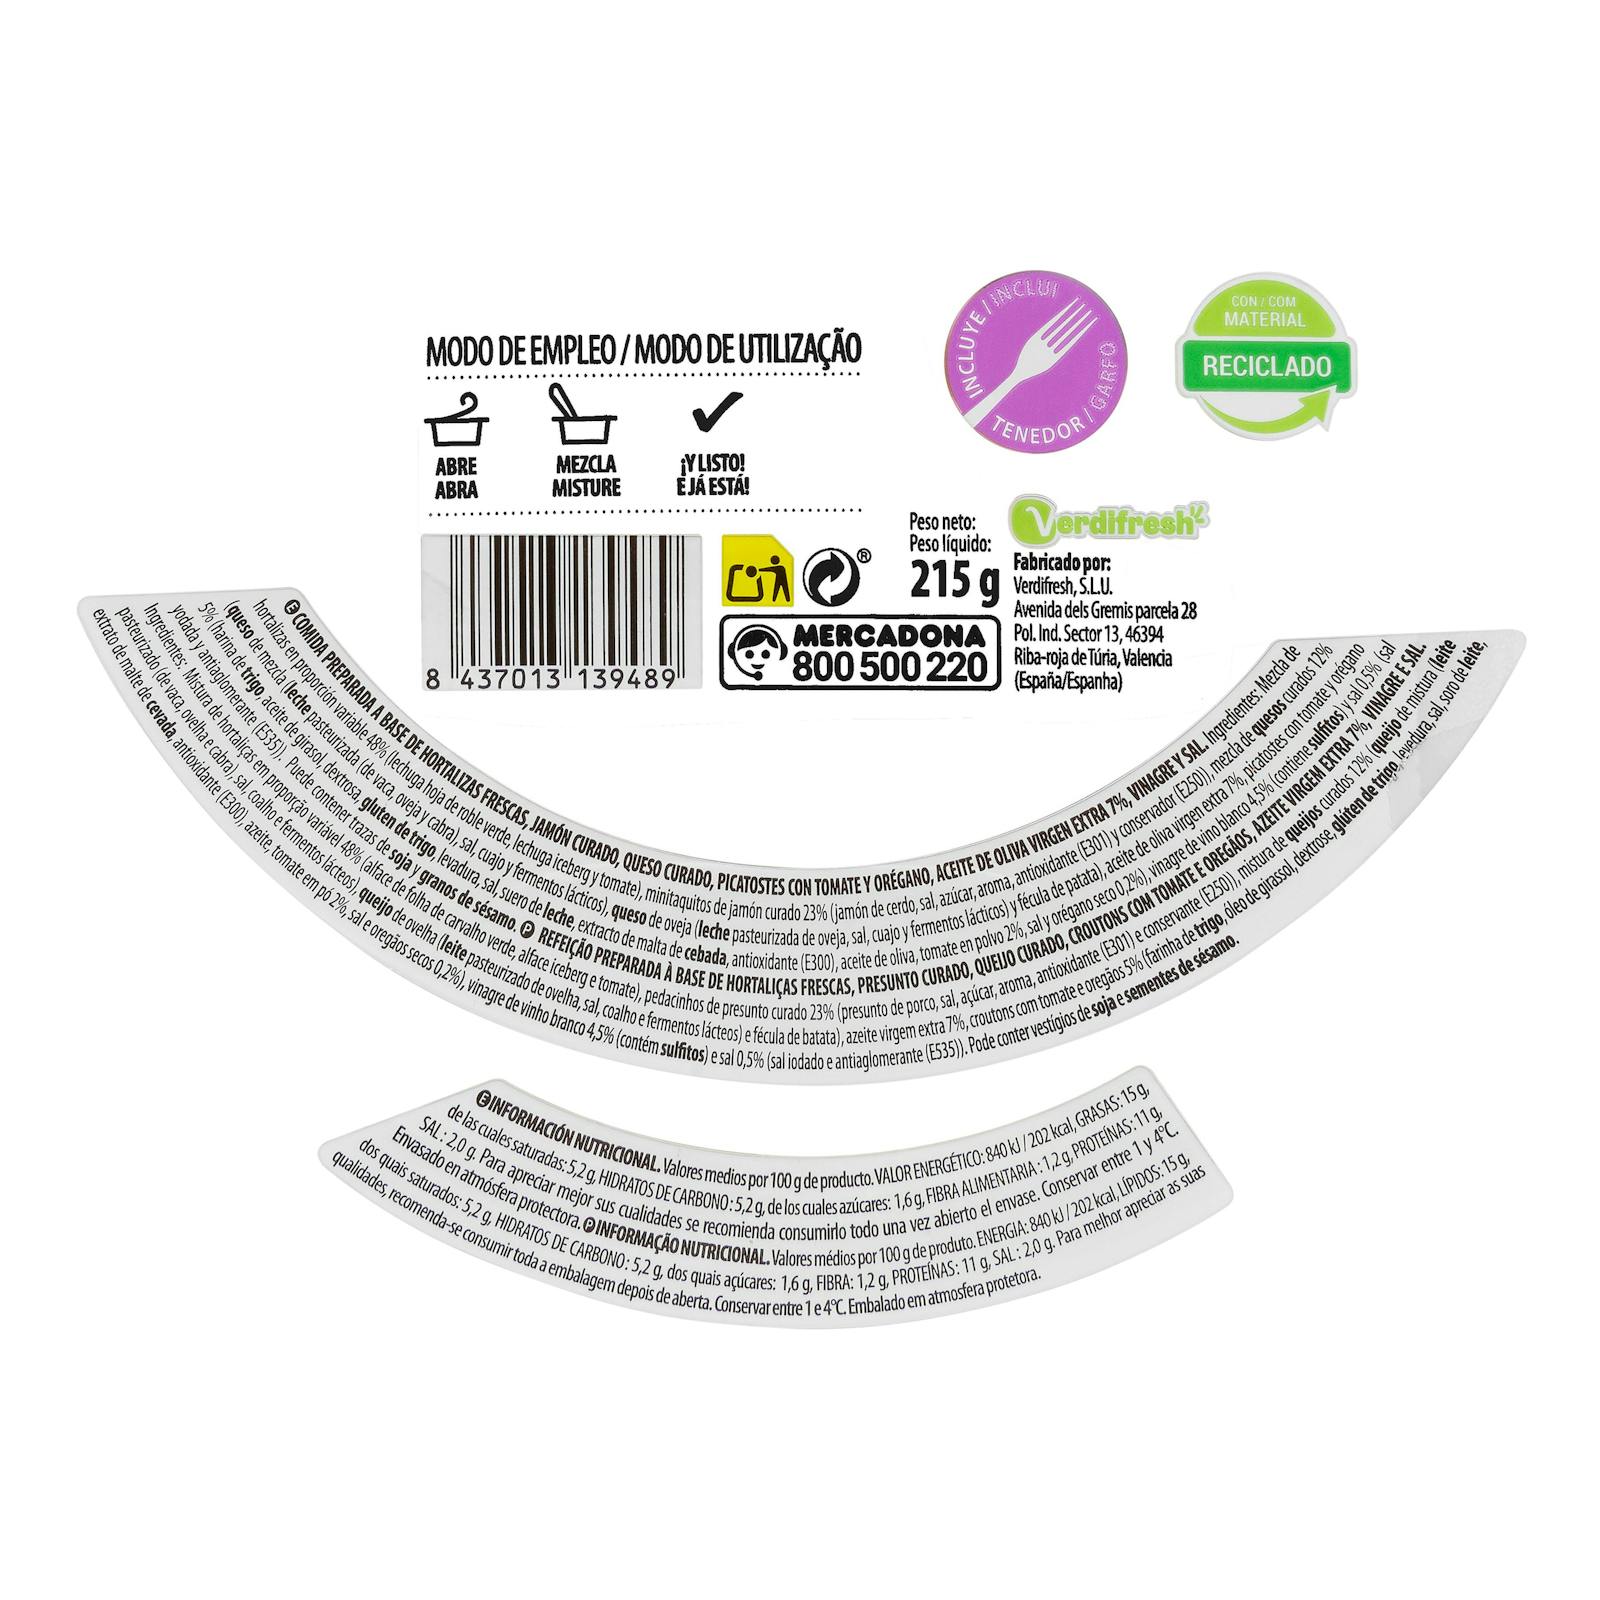 INCLUYE / INCLUI
TENEDOR / GARFO
CON / COM
MATERIAL
RECICLADO
MODO DE EMPLEO / MODO DE UTILIZAÇÃO
ABRE
ABRA
MEZCLA
MISTURE
¡Y LISTO!
E JÁ ESTÁ!
8 437013 139489
®
MERCADONA
800 500 220
Peso neto:
Peso líquido:
215 g
Verdifresh
Fabricado por:
Verdifresh, S.L.U.
Avenida dels Gremis parcela 28
Pol. Ind. Sector 13, 46394
Riba-roja de Túria, Valencia
(España/Espanha)
E COMIDA PREPARADA A BASE DE HORTALIZAS FRESCAS, JAMÓN CURADO, QUESO CURADO, PICATOSTES CON TOMATE Y ORÉGANO, ACEITE DE OLIVA VIRGEN EXTRA 7%, VINAGRE Y SAL. Ingredientes: Mezcla de
hortalizas en proporción variable 48% (lechuga hoja de roble verde, lechuga iceberg y tomate), minitaquitos de jamón curado 23% (jamón de cerdo, sal, azúcar, aroma, antioxidante (E301) y conservador (E250)), mezcla de quesos curados 12%
(queso de mezcla (leche pasteurizada (de vaca, oveja y cabra), sal, cuajo y fermentos lácticos), queso de oveja (leche pasteurizada de oveja, sal, cuajo y fermentos lácticos) y fécula de patata), aceite de oliva virgen extra 7%, picatostes con tomate y orégano
5% (harina de trigo, aceite de girasol, dextrosa, gluten de trigo, levadura, sal, suero de leche, extracto de malta de cebada, antioxidante (E300), aceite de oliva, tomate en polvo 2%, sal y orégano seco 0,2%), vinagre de vino blanco 4,5% (contiene sulfitos) y sal 0,5% (sal
yodada y antiaglomerante (E535)). Puede contener trazas de soja y granos de sésamo. P REFEIÇÃO PREPARADA À BASE DE HORTALIÇAS FRESCAS, PRESUNTO CURADO, QUEIJO CURADO, CROUTONS COM TOMATE E OREGÃOS, AZEITE VIRGEM EXTRA 7%, VINAGRE E SAL.
Ingredientes: Mistura de hortaliças em proporção variável 48% (alface de folha de carvalho verde, alface iceberg e tomate), pedacinhos de presunto curado 23% (presunto de porco, sal, açúcar, aroma, antioxidante (E301) e conservante (E250)), mistura de queijos curados 12% (queijo de mistura (leite
pasteurizado (de vaca, ovelha e cabra), sal, coalho e fermentos lácteos), queijo de ovelha (leite pasteurizado de ovelha, sal, coalho e fermentos lácteos) e fécula de batata), azeite virgem extra 7%, croutons com tomate e oregãos 5% (farinha de trigo, óleo de girassol, dextrose, glúten de trigo, levedura, sal, soro de leite,
extrato de malte de cevada, antioxidante (E300), azeite, tomate em pó 2%, sal e oregãos secos 0,2%), vinagre de vinho branco 4,5% (contém sulfitos) e sal 0,5% (sal iodado e antiaglomerante (E535)). Pode conter vestígios de soja e sementes de sésamo.
E INFORMACIÓN NUTRICIONAL. Valores medios por 100 g de producto. VALOR ENERGÉTICO: 840 kJ / 202 kcal, GRASAS: 15 g,
de las cuales saturadas: 5,2 g, HIDRATOS DE CARBONO: 5,2 g, de los cuales azúcares: 1,6 g, FIBRA ALIMENTARIA: 1,2 g, PROTEÍNAS: 11 g,
SAL: 2,0 g. Para apreciar mejor sus cualidades se recomienda consumirlo todo una vez abierto el envase. Conservar entre 1 y 4°C.
Envasado en atmósfera protectora. P INFORMAÇÃO NUTRICIONAL. Valores médios por 100 g de produto. ENERGIA: 840 kJ / 202 kcal, LÍPIDOS: 15 g,
dos quais saturados: 5,2 g, HIDRATOS DE CARBONO: 5,2 g, dos quais açúcares: 1,6 g, FIBRA: 1,2 g, PROTEÍNAS: 11 g, SAL: 2,0 g. Para melhor apreciar as suas
qualidades, recomenda-se consumir toda a embalagem depois de aberta. Conservar entre 1 e 4°C. Embalado em atmosfera protetora.